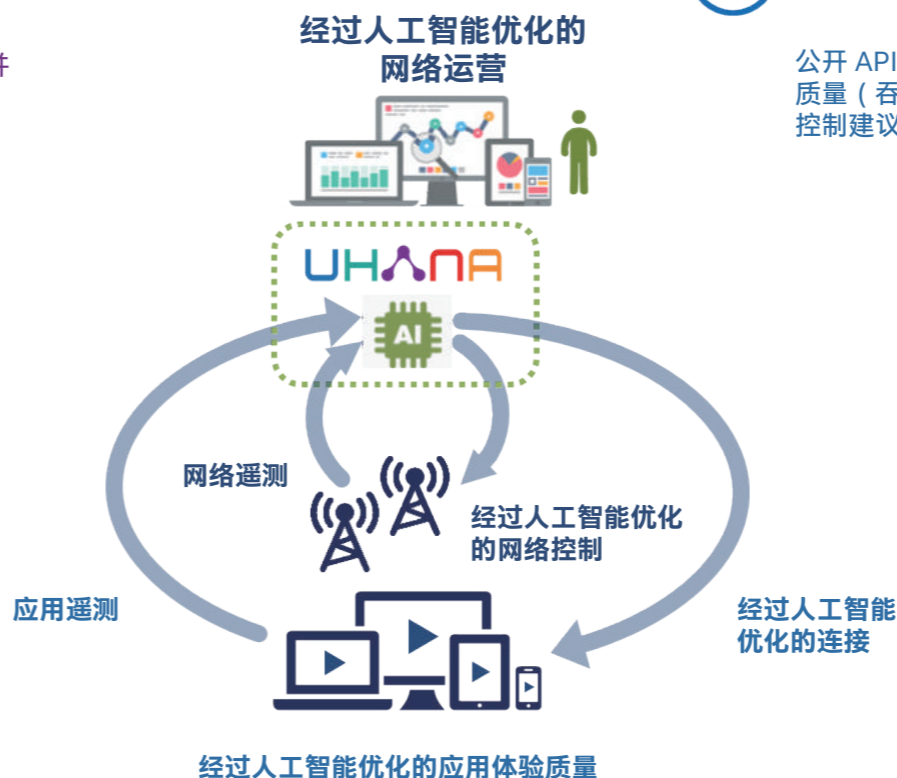 经过人工智能优化的
网络运营
公开 API
质量（吞
控制建议
UHANA
AI
网络遥测
经过人工智能优化
的网络控制
应用遥测
经过人工智能
优化的连接
经过人工智能优化的应用体验质量